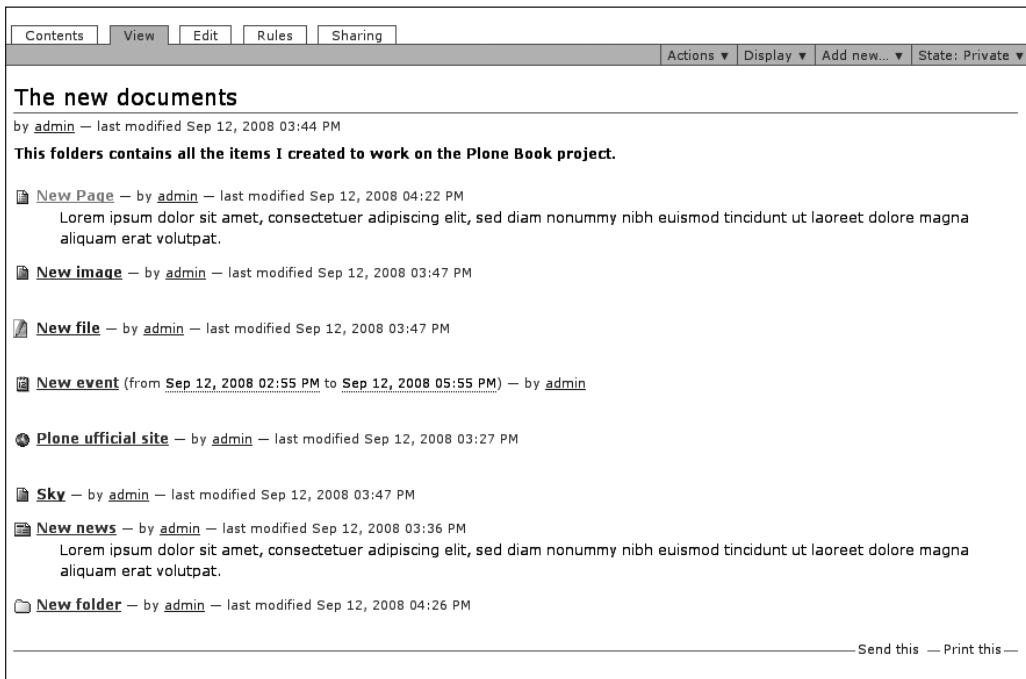 Contents View Edit Rules Sharing
Actions ▼ Display ▼ Add new... ▼ State: Private ▼
The new documents
by admin — last modified Sep 12, 2008 03:44 PM
This folders contains all the items I created to work on the Plone Book project.
New Page — by admin — last modified Sep 12, 2008 04:22 PM
Lorem ipsum dolor sit amet, consectetuer adipiscing elit, sed diam nonummy nibh euismod tincidunt ut laoreet dolore magna
aliquam erat volutpat.
New image — by admin — last modified Sep 12, 2008 03:47 PM
New file — by admin — last modified Sep 12, 2008 03:47 PM
New event (from Sep 12, 2008 02:55 PM to Sep 12, 2008 05:55 PM) — by admin
Plone ufficial site — by admin — last modified Sep 12, 2008 03:27 PM
Sky — by admin — last modified Sep 12, 2008 03:47 PM
New news — by admin — last modified Sep 12, 2008 03:36 PM
Lorem ipsum dolor sit amet, consectetuer adipiscing elit, sed diam nonummy nibh euismod tincidunt ut laoreet dolore magna
aliquam erat volutpat.
New folder — by admin — last modified Sep 12, 2008 04:26 PM
Send this — Print this —